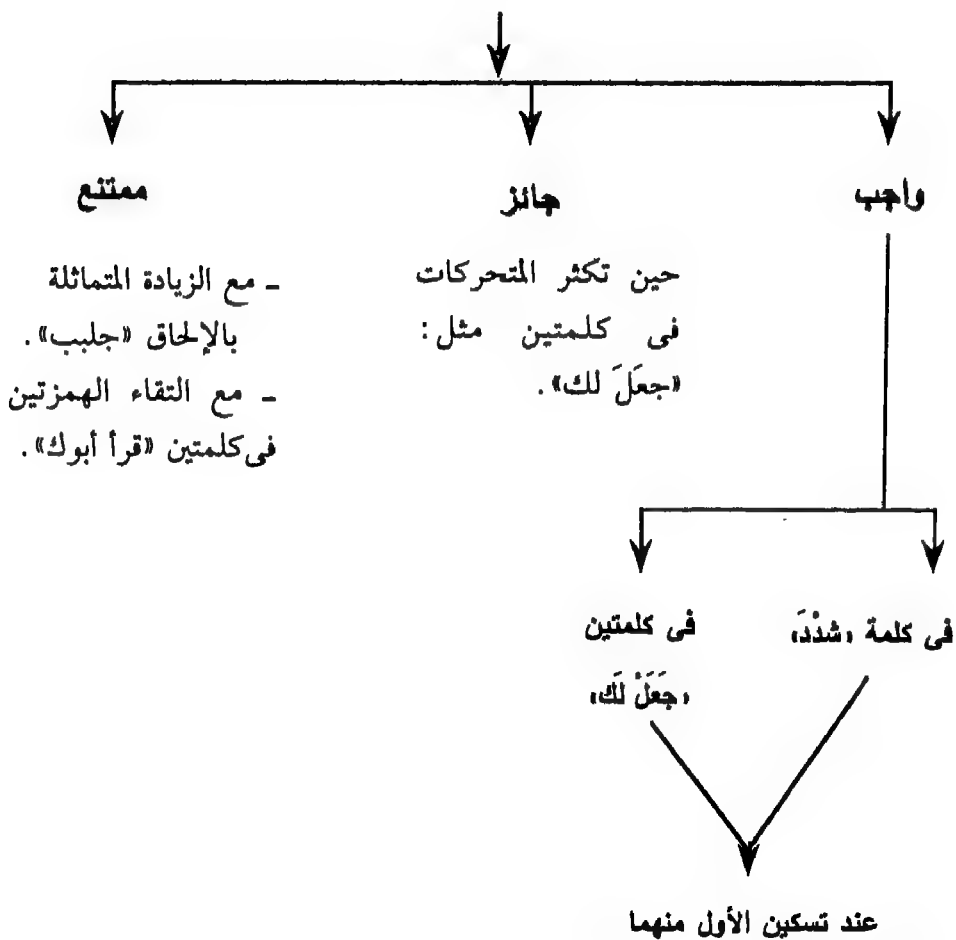 واجب
جائز
ممتنع
حين تكثر المتحركات
فى كلمتين مثل:
«جعَلَ لك».
ـ مع الزيادة المتماثلة
بالإلحاق «جلبب».
ـ مع التقاء الهمزتين
فى كلمتين «قرأ أبوك».
فى كلمة «شدْدَ»
فى كلمتين
«جَعَلْ لَك»
عند تسكين الأول منهما